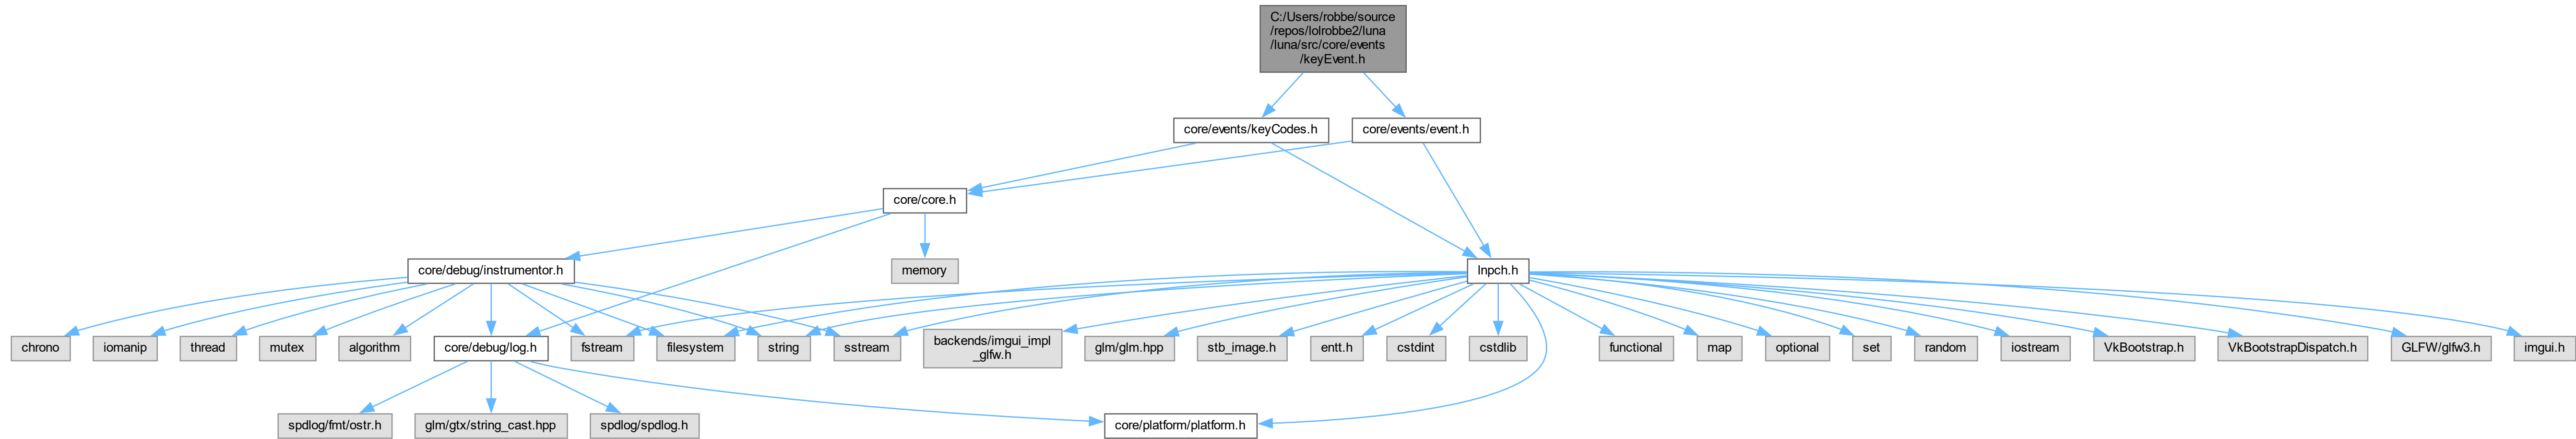 C:/Users/robbe/source
/repos/lolrobbe2/luna
/luna/src/core/events
/keyEvent.h
core/events/keyCodes.h
core/events/event.h
core/core.h
core/debug/instrumentor.h
memory
lnpch.h
chrono
iomanip
thread
mutex
algorithm
core/debug/log.h
fstream
filesystem
string
sstream
backends/imgui_impl
_glfw.h
glm/glm.hpp
stb_image.h
entt.h
cstdint
cstdlib
functional
map
optional
set
random
iostream
VkBootstrap.h
VkBootstrapDispatch.h
GLFW/glfw3.h
imgui.h
spdlog/fmt/ostr.h
glm/gtx/string_cast.hpp
spdlog/spdlog.h
core/platform/platform.h